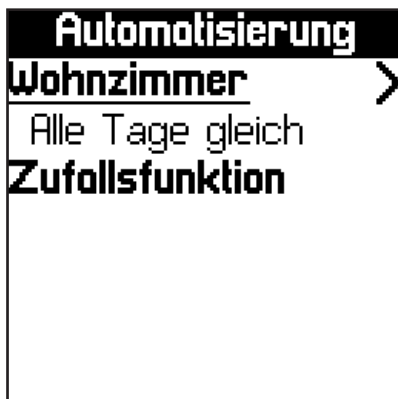 Automatisierung
Wohnzimmer >
Alle Tage gleich
Zufallsfunktion